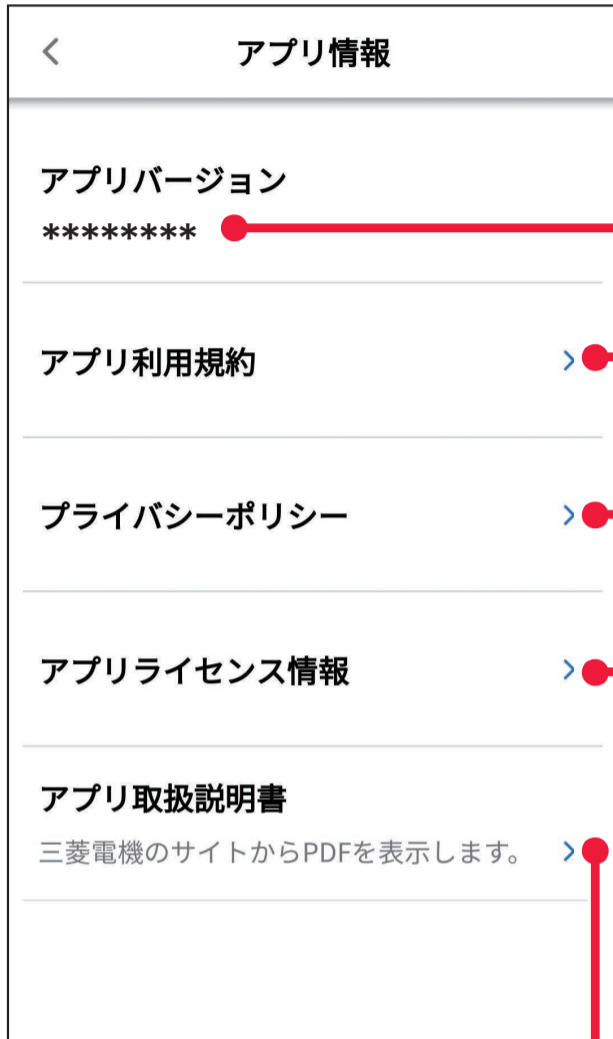 アプリ情報
アプリバージョン
********
アプリ利用規約
プライバシーポリシー
アプリライセンス情報
アプリ取扱説明書
三菱電機のサイトからPDFを表示します。